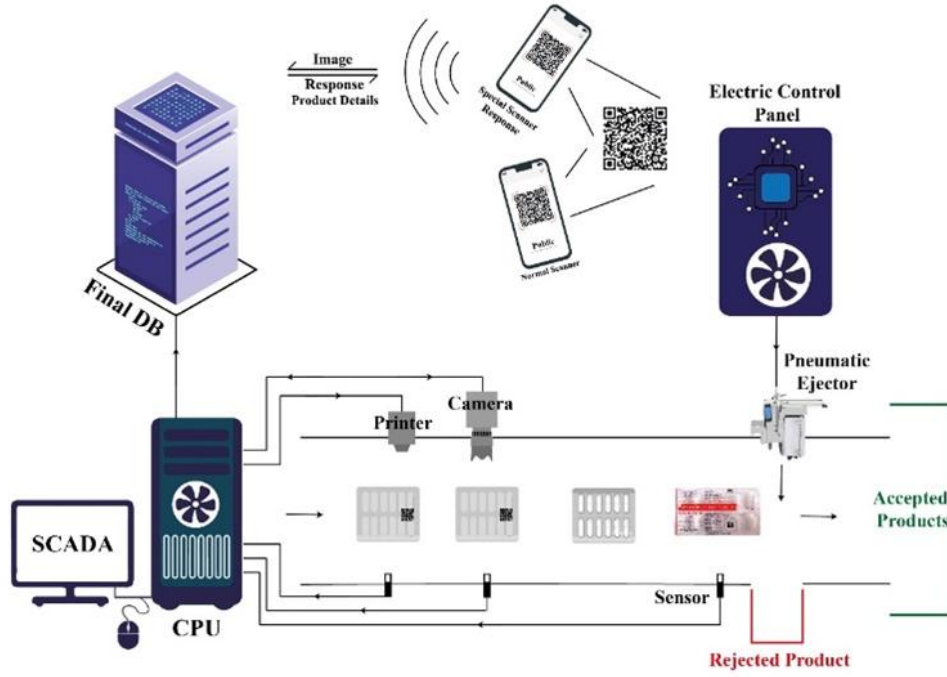 Image
Response
Product Details
Public
Special Scanner
Response
Public
Normal Scanner
Electric Control
Panel
Final DB
Pneumatic
Ejector
Printer
Camera
Accepted
Products
SCADA
CPU
Sensor
Rejected Product